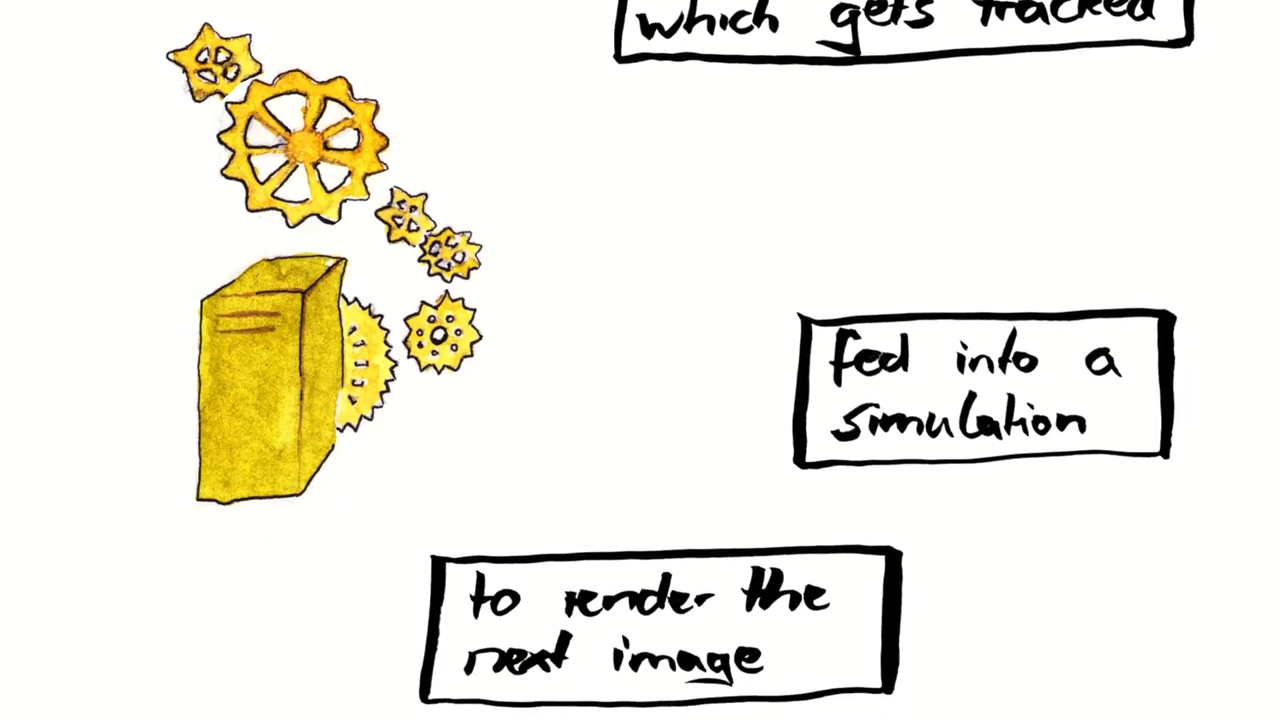 which gets tracked
fed into a
simulation
to render the
next image